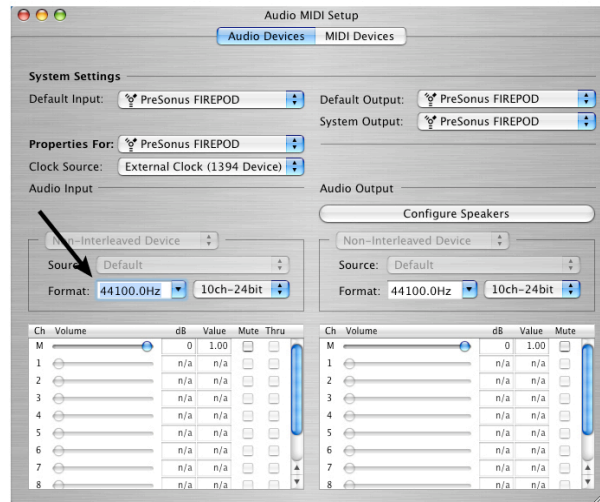 Audio MIDI Setup
Audio Devices MIDI Devices
System Settings
Default Input: PreSonus FIREPOD Default Output: PreSonus FIREPOD
System Output: PreSonus FIREPOD
Properties For: PreSonus FIREPOD
Clock Source: External Clock (1394 Device)
Audio Input Audio Output
Configure Speakers
Non-Interleaved Device Non-Interleaved Device
Source: Default Source: Default
Format: 44100.0Hz 10ch-24bit Format: 44100.0Hz 10ch-24bit
Ch Volume dB Value Mute Thru Ch Volume dB Value Mute
M 0 1.00 M 0 1.00
1 n/a n/a 1 n/a n/a
2 n/a n/a 2 n/a n/a
3 n/a n/a 3 n/a n/a
4 n/a n/a 4 n/a n/a
5 n/a n/a 5 n/a n/a
6 n/a n/a 6 n/a n/a
7 n/a n/a 7 n/a n/a
8 n/a n/a 8 n/a n/a